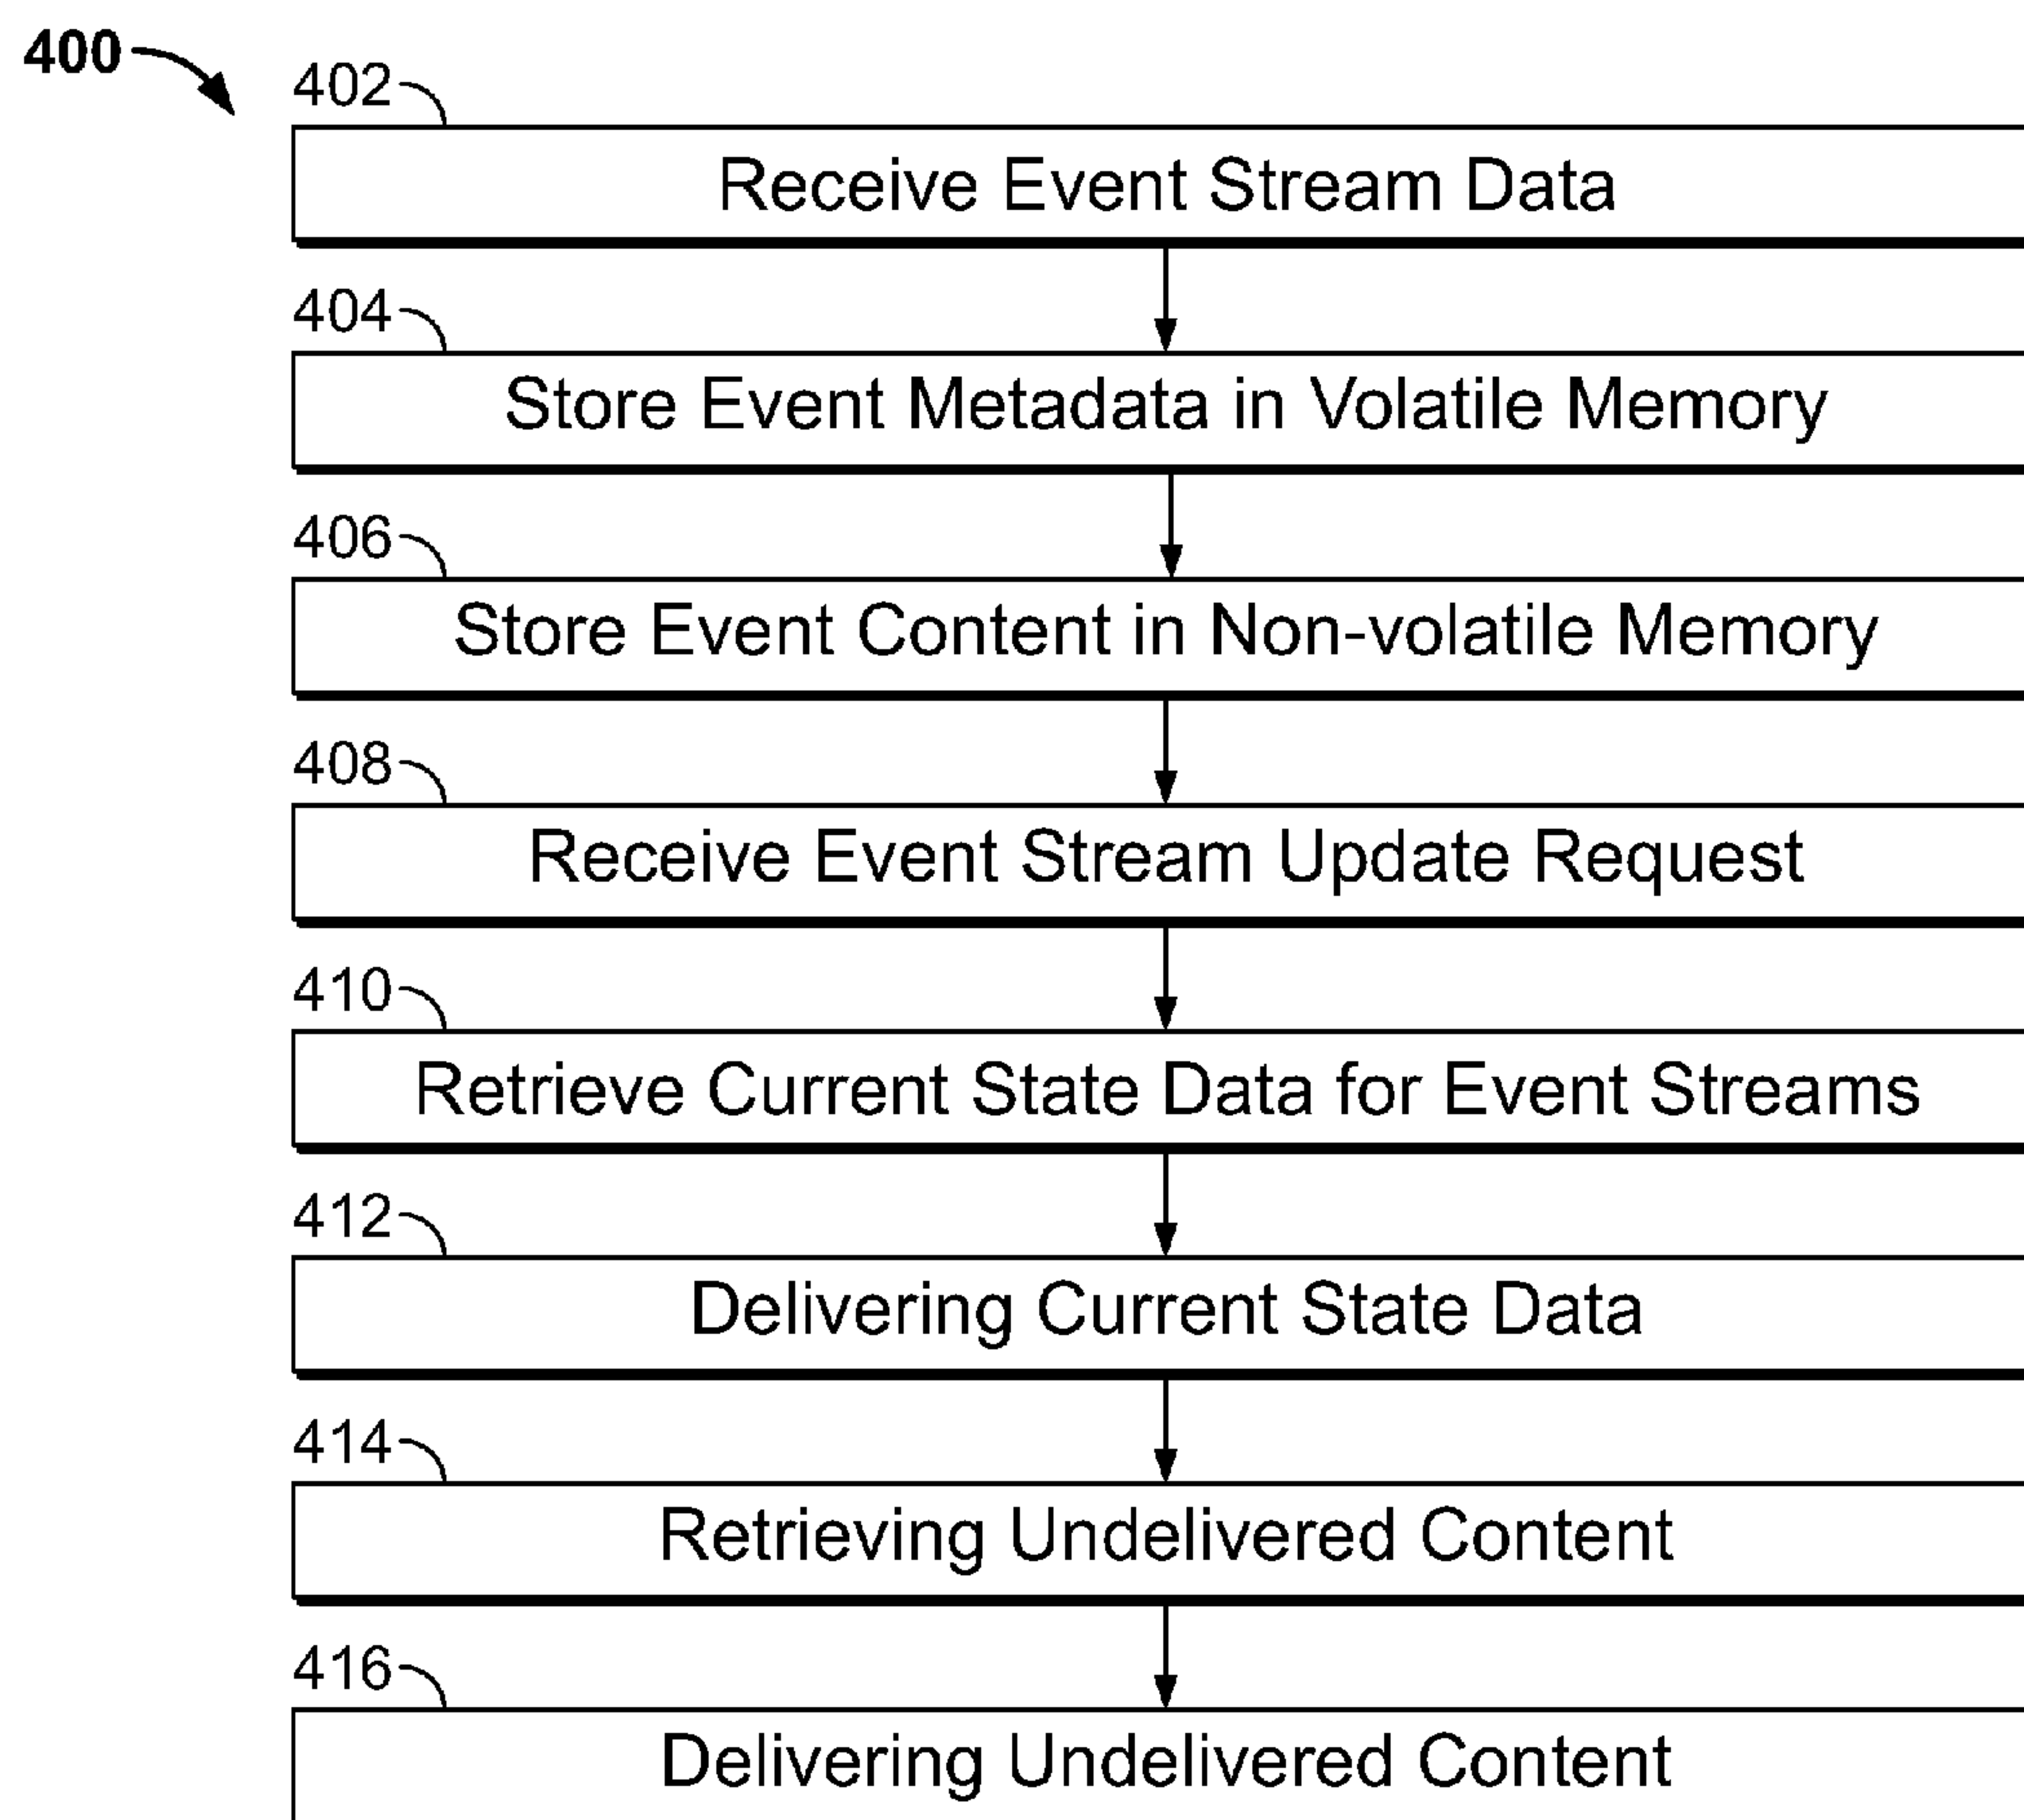 400
402
Receive Event Stream Data
404
Store Event Metadata in Volatile Memory
406
Store Event Content in Non-volatile Memory
408
Receive Event Stream Update Request
410
Retrieve Current State Data for Event Streams
412
Delivering Current State Data
414
Retrieving Undelivered Content
416
Delivering Undelivered Content